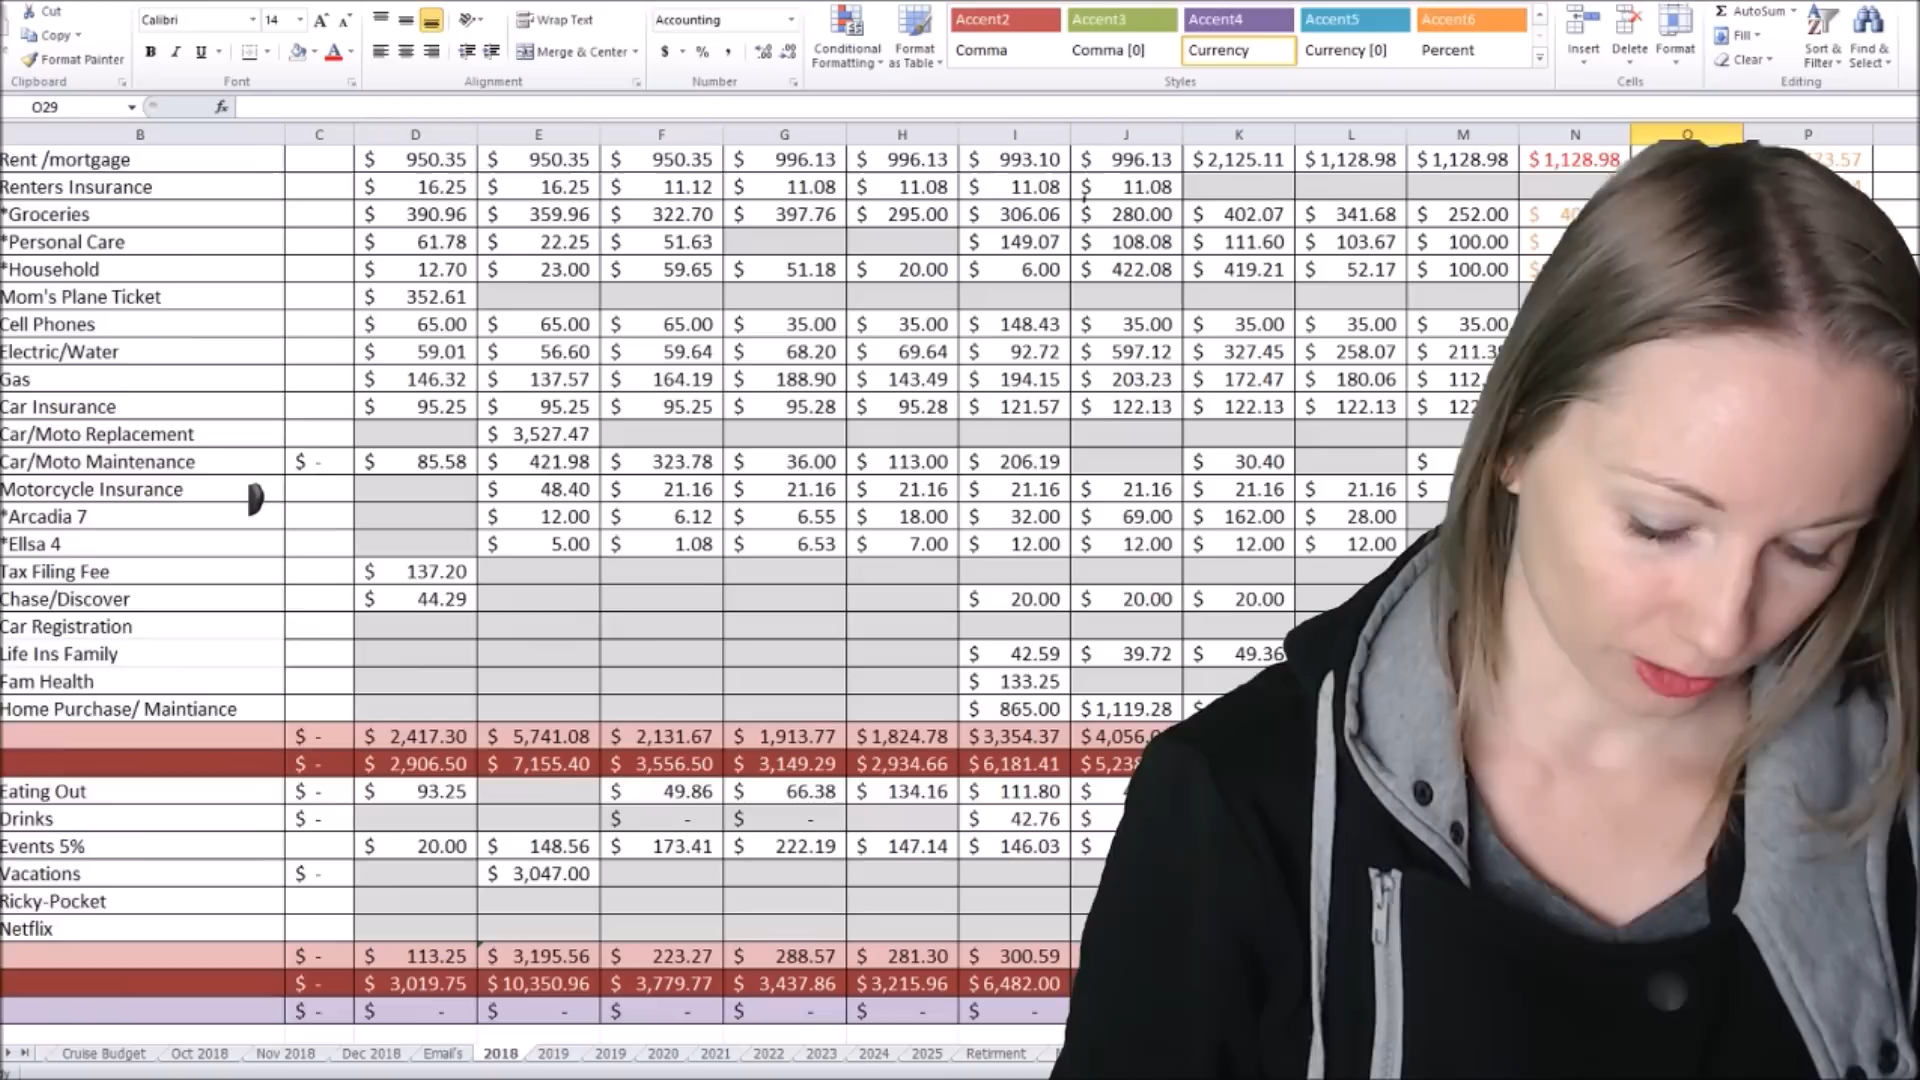 Cut Calibri 14 A A Wrap Text Accounting Accent2 Accent3 Accent4 Accent5 Accent6 Σ AutoSum
Copy Fill
B I U A Merge & Center $ % , Conditional Formatting Format as Table Comma Comma [0] Currency Currency [0] Percent Insert Delete Format Sort & Filter Find & Select
Format Painter Clear
Clipboard Font Alignment Number Styles Cells Editing
O29 fx
B C D E F G H I J K L M N O P
Rent /mortgage $ 950.35 $ 950.35 $ 950.35 $ 996.13 $ 996.13 $ 993.10 $ 996.13 $ 2,125.11 $ 1,128.98 $ 1,128.98 $ 1,128.98
Renters Insurance $ 16.25 $ 16.25 $ 11.12 $ 11.08 $ 11.08 $ 11.08 $ 11.08
*Groceries $ 390.96 $ 359.96 $ 322.70 $ 397.76 $ 295.00 $ 306.06 $ 280.00 $ 402.07 $ 341.68 $ 252.00 $
*Personal Care $ 61.78 $ 22.25 $ 51.63 $ 149.07 $ 108.08 $ 111.60 $ 103.67 $ 100.00 $
*Household $ 12.70 $ 23.00 $ 59.65 $ 51.18 $ 20.00 $ 6.00 $ 422.08 $ 419.21 $ 52.17 $ 100.00
Mom's Plane Ticket $ 352.61
Cell Phones $ 65.00 $ 65.00 $ 65.00 $ 35.00 $ 35.00 $ 148.43 $ 35.00 $ 35.00 $ 35.00 $ 35.00
Electric/Water $ 59.01 $ 56.60 $ 59.64 $ 68.20 $ 69.64 $ 92.72 $ 597.12 $ 327.45 $ 258.07 $
Gas $ 146.32 $ 137.57 $ 164.19 $ 188.90 $ 143.49 $ 194.15 $ 203.23 $ 172.47 $ 180.06 $
Car Insurance $ 95.25 $ 95.25 $ 95.25 $ 95.28 $ 95.28 $ 121.57 $ 122.13 $ 122.13 $ 122.13 $
Car/Moto Replacement $ 3,527.47
Car/Moto Maintenance $ - $ 85.58 $ 421.98 $ 323.78 $ 36.00 $ 113.00 $ 206.19 $ 30.40 $
Motorcycle Insurance $ 48.40 $ 21.16 $ 21.16 $ 21.16 $ 21.16 $ 21.16 $ 21.16 $ 21.16 $
*Arcadia 7 $ 12.00 $ 6.12 $ 6.55 $ 18.00 $ 32.00 $ 69.00 $ 162.00 $ 28.00
*Ellsa 4 $ 5.00 $ 1.08 $ 6.53 $ 7.00 $ 12.00 $ 12.00 $ 12.00 $ 12.00
Tax Filing Fee $ 137.20
Chase/Discover $ 44.29 $ 20.00 $ 20.00 $ 20.00
Car Registration
Life Ins Family $ 42.59 $ 39.72 $ 49.36
Fam Health $ 133.25
Home Purchase/ Maintiance $ 865.00 $ 1,119.28 $
$ - $ 2,417.30 $ 5,741.08 $ 2,131.67 $ 1,913.77 $ 1,824.78 $ 3,354.37
$ - $ 2,906.50 $ 7,155.40 $ 3,556.50 $ 3,149.29 $ 2,934.66 $ 6,181.41
Eating Out $ - $ 93.25 $ 49.86 $ 66.38 $ 134.16 $ 111.80 $
Drinks $ - $ - $ - $ 42.76 $
Events 5% $ 20.00 $ 148.56 $ 173.41 $ 222.19 $ 147.14 $ 146.03 $
Vacations $ - $ 3,047.00
Ricky-Pocket
Netflix
$ - $ 113.25 $ 3,195.56 $ 223.27 $ 288.57 $ 281.30 $ 300.59
$ - $ 3,019.75 $ 10,350.96 $ 3,779.77 $ 3,437.86 $ 3,215.96 $ 6,482.00
$ - $ - $ - $ - $ - $ - $ -
Cruise Budget Oct 2018 Nov 2018 Dec 2018 Email's 2018 2019 2019 2020 2021 2022 2023 2024 2025 Retirment